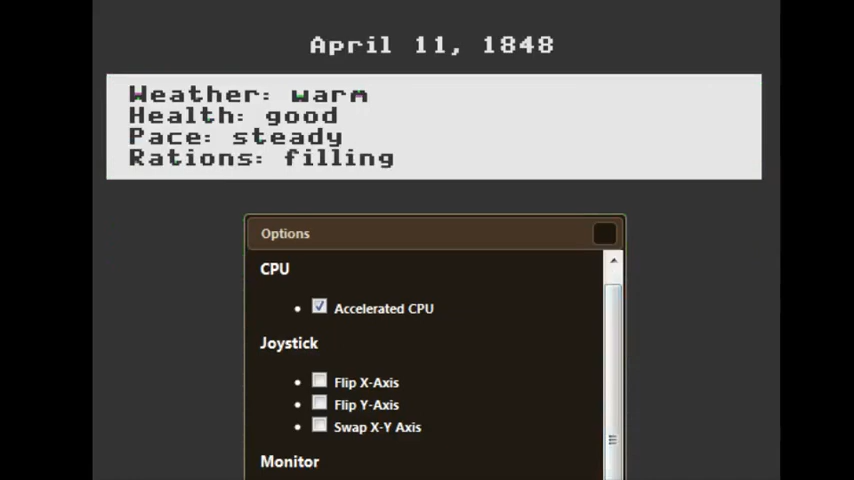 April 11, 1848
Weather: warm
Health: good
Pace: steady
Rations: filling
Options
CPU
Accelerated CPU
Joystick
Flip X-Axis
Flip Y-Axis
Swap X-Y Axis
Monitor